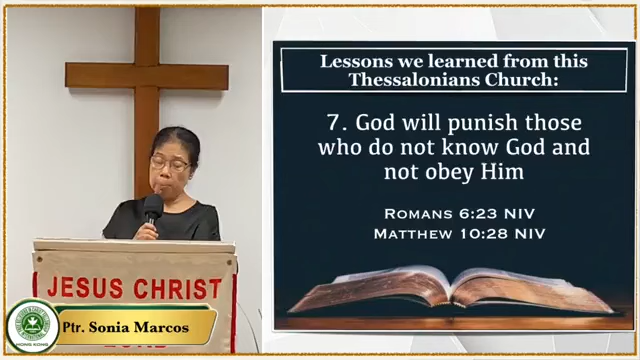 Lessons we learned from this
Thessalonians Church:
7. God will punish those
who do not know God and
not obey Him
ROMANS 6:23 NIV
MATTHEW 10:28 NIV
JESUS CHRIST
Ptr. Sonia Marcos
HONG KONG